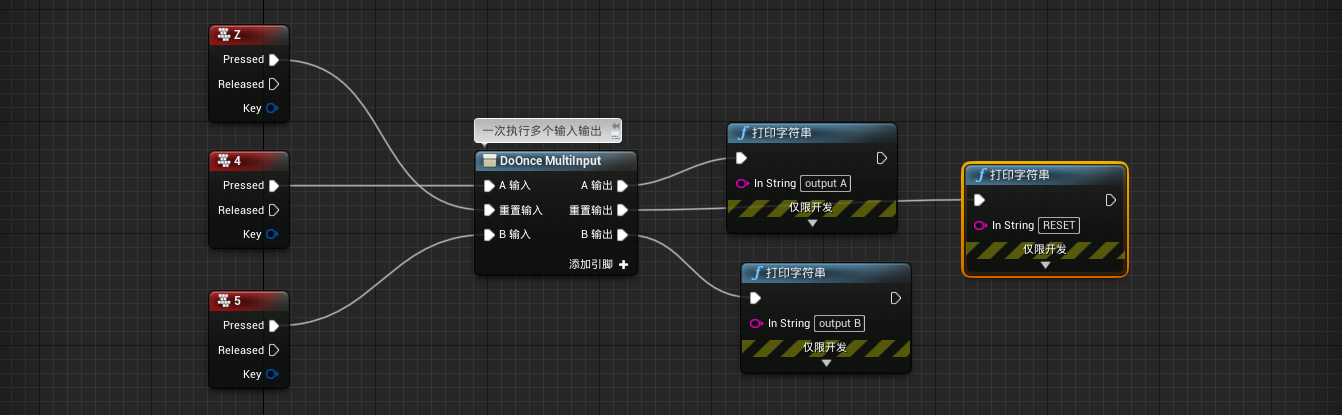 Z
Pressed
Released
Key
4
Pressed
Released
Key
5
Pressed
Released
Key
一次执行多个输入输出
DoOnce MultiInput
A 输入 A 输出
重置输入 重置输出
B 输入 B 输出
添加引脚
f 打印字符串
In String output A
仅限开发
f 打印字符串
In String output B
仅限开发
f 打印字符串
In String RESET
仅限开发